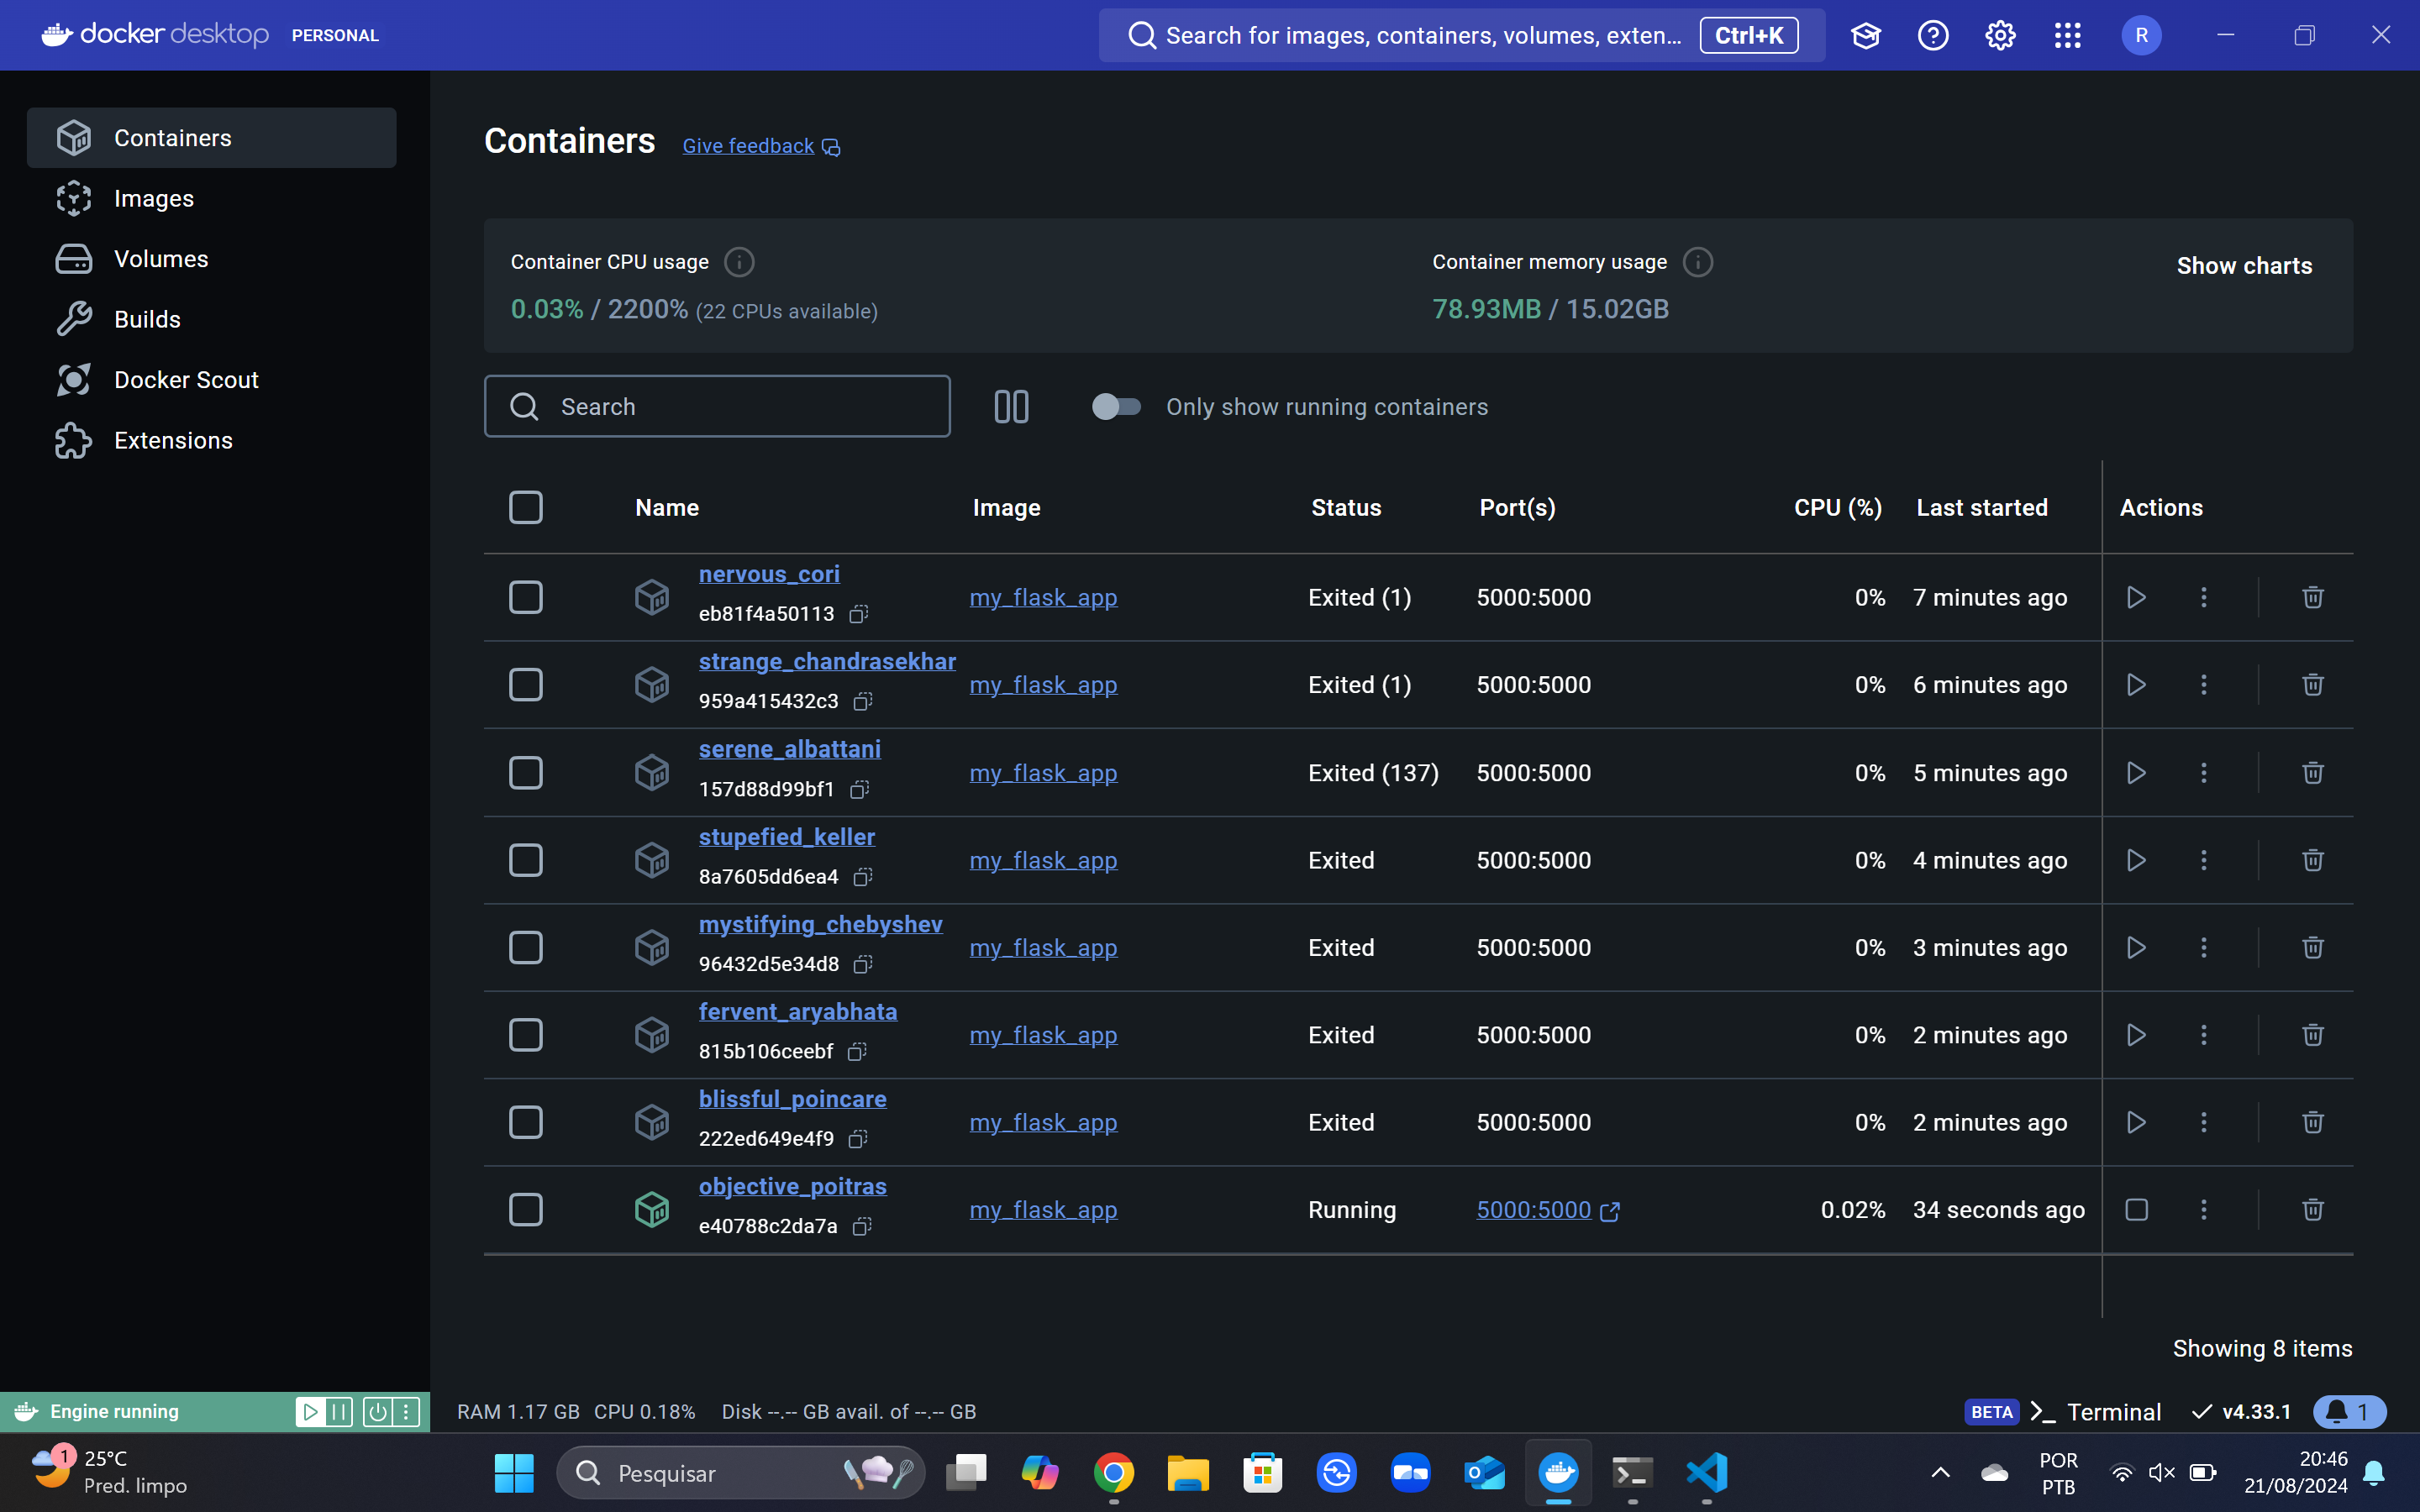 docker desktop PERSONAL
Search for images, containers, volumes, exten... Ctrl+K
R
Containers
Images
Volumes
Builds
Docker Scout
Extensions
Containers Give feedback
Container CPU usage
0.03% / 2200% (22 CPUs available)
Container memory usage
78.93MB / 15.02GB
Show charts
Search
Only show running containers
Name Image Status Port(s) CPU (%) Last started Actions
nervous_cori
eb81f4a50113
my_flask_app Exited (1) 5000:5000 0% 7 minutes ago
strange_chandrasekhar
959a415432c3
my_flask_app Exited (1) 5000:5000 0% 6 minutes ago
serene_albattani
157d88d99bf1
my_flask_app Exited (137) 5000:5000 0% 5 minutes ago
stupefied_keller
8a7605dd6ea4
my_flask_app Exited 5000:5000 0% 4 minutes ago
mystifying_chebyshev
96432d5e34d8
my_flask_app Exited 5000:5000 0% 3 minutes ago
fervent_aryabhata
815b106ceebf
my_flask_app Exited 5000:5000 0% 2 minutes ago
blissful_poincare
222ed649e4f9
my_flask_app Exited 5000:5000 0% 2 minutes ago
objective_poitras
e40788c2da7a
my_flask_app Running 5000:5000 0.02% 34 seconds ago
Showing 8 items
Engine running
RAM 1.17 GB CPU 0.18% Disk --.-- GB avail. of --.-- GB
BETA Terminal v4.33.1 1
1
25°C
Pred. limpo
Pesquisar
POR
PTB
20:46
21/08/2024